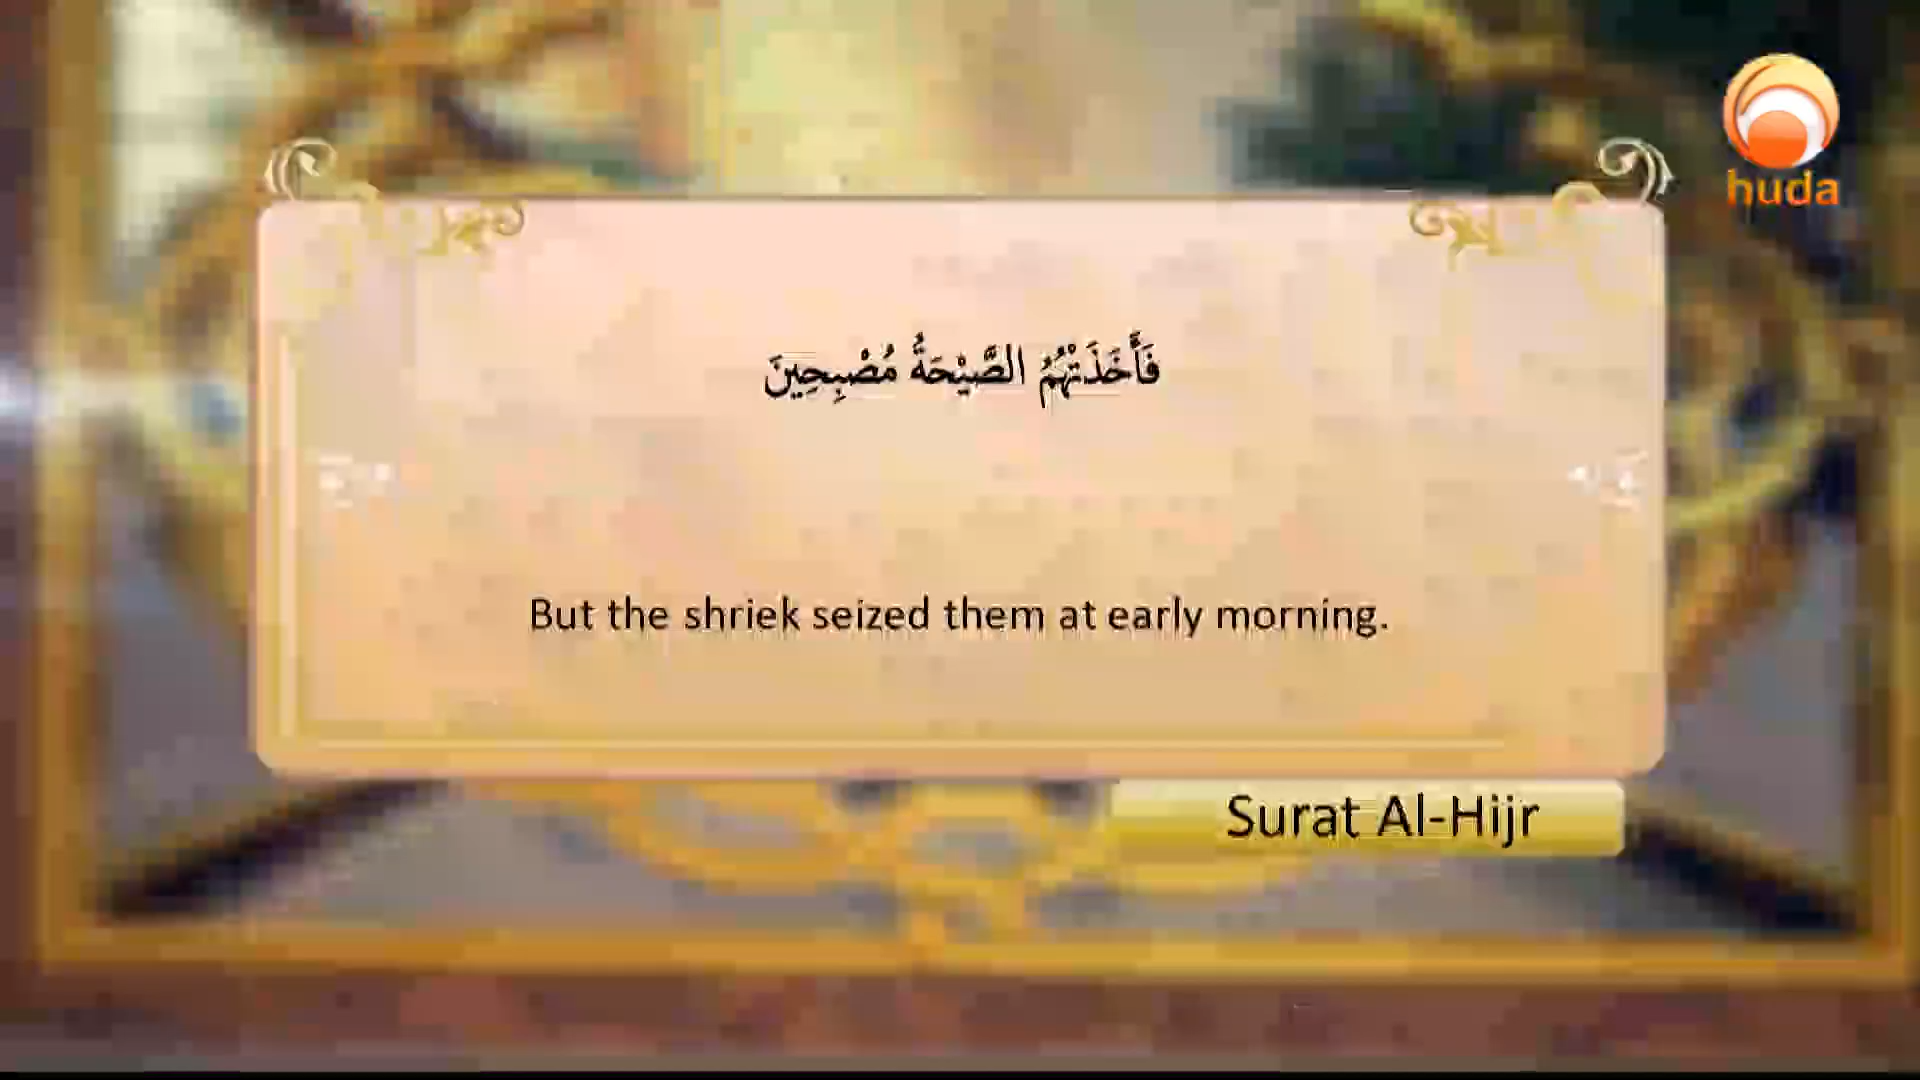 huda
فَأَخَذَتْهُمُ الصَّيْحَةُ مُصْبِحِينَ
But the shriek seized them at early morning.
Surat Al-Hijr